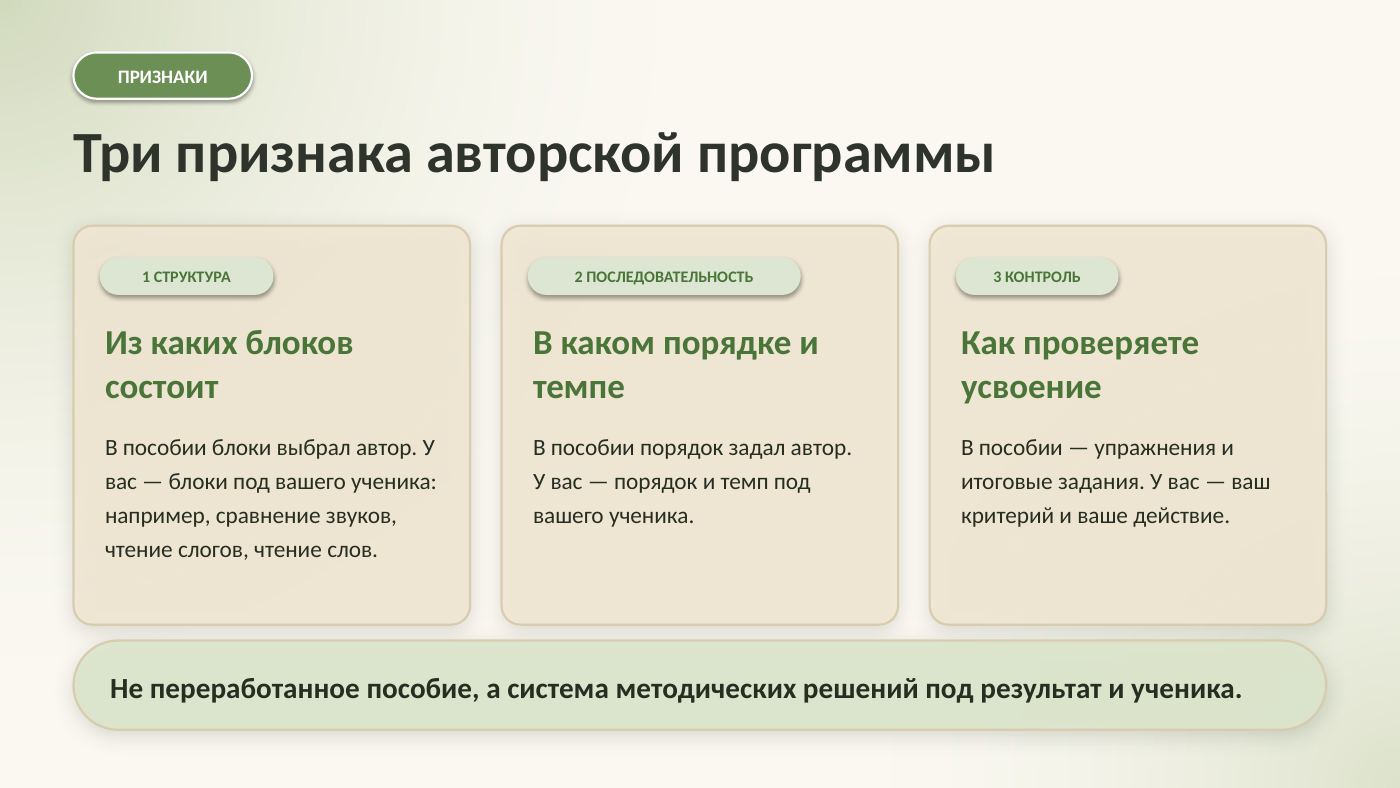 ПРИЗНАКИ
Три признака авторской программы
1 СТРУКТУРА
Из каких блоков
состоит
В пособии блоки выбрал автор. У
вас — блоки под вашего ученика:
например, сравнение звуков,
чтение слогов, чтение слов.
2 ПОСЛЕДОВАТЕЛЬНОСТЬ
В каком порядке и
темпе
В пособии порядок задал автор.
У вас — порядок и темп под
вашего ученика.
3 КОНТРОЛЬ
Как проверяете
усвоение
В пособии — упражнения и
итоговые задания. У вас — ваш
критерий и ваше действие.
Не переработанное пособие, а система методических решений под результат и ученика.